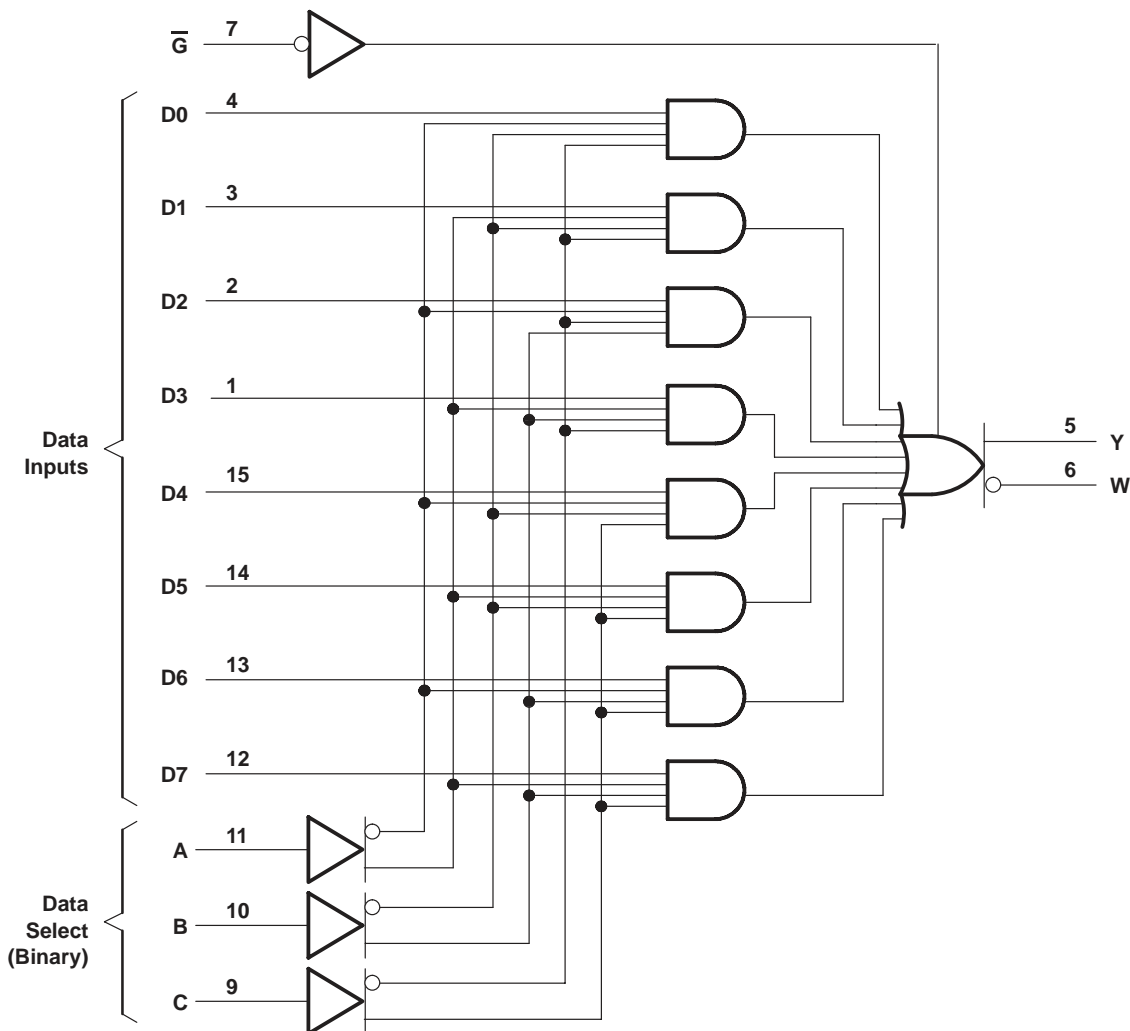 G̅ 7
D0 4
D1 3
D2 2
D3 1
Data
Inputs
D4 15
D5 14
D6 13
D7 12
5 Y
6 W
A 11
B 10
C 9
Data
Select
(Binary)